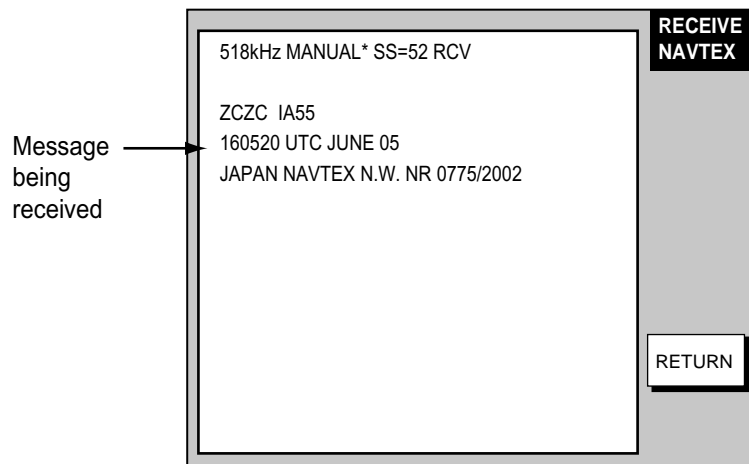 RECEIVE
NAVTEX
518kHz MANUAL* SS=52 RCV
ZCZC IA55
160520 UTC JUNE 05
JAPAN NAVTEX N.W. NR 0775/2002
Message
being
received
RETURN